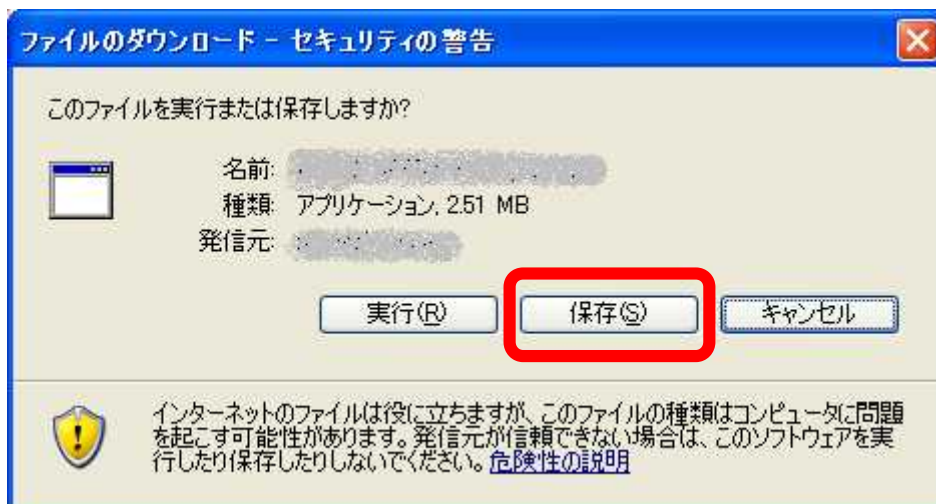 ファイルのダウンロード - セキュリティの警告
このファイルを実行または保存しますか?
名前:
種類: アプリケーション, 2.51 MB
発信元:
実行(R) 保存(S) キャンセル
インターネットのファイルは役に立ちますが、このファイルの種類はコンピュータに問題
を起こす可能性があります。発信元が信頼できない場合は、このソフトウェアを実
行したり保存したりしないでください。危険性の説明